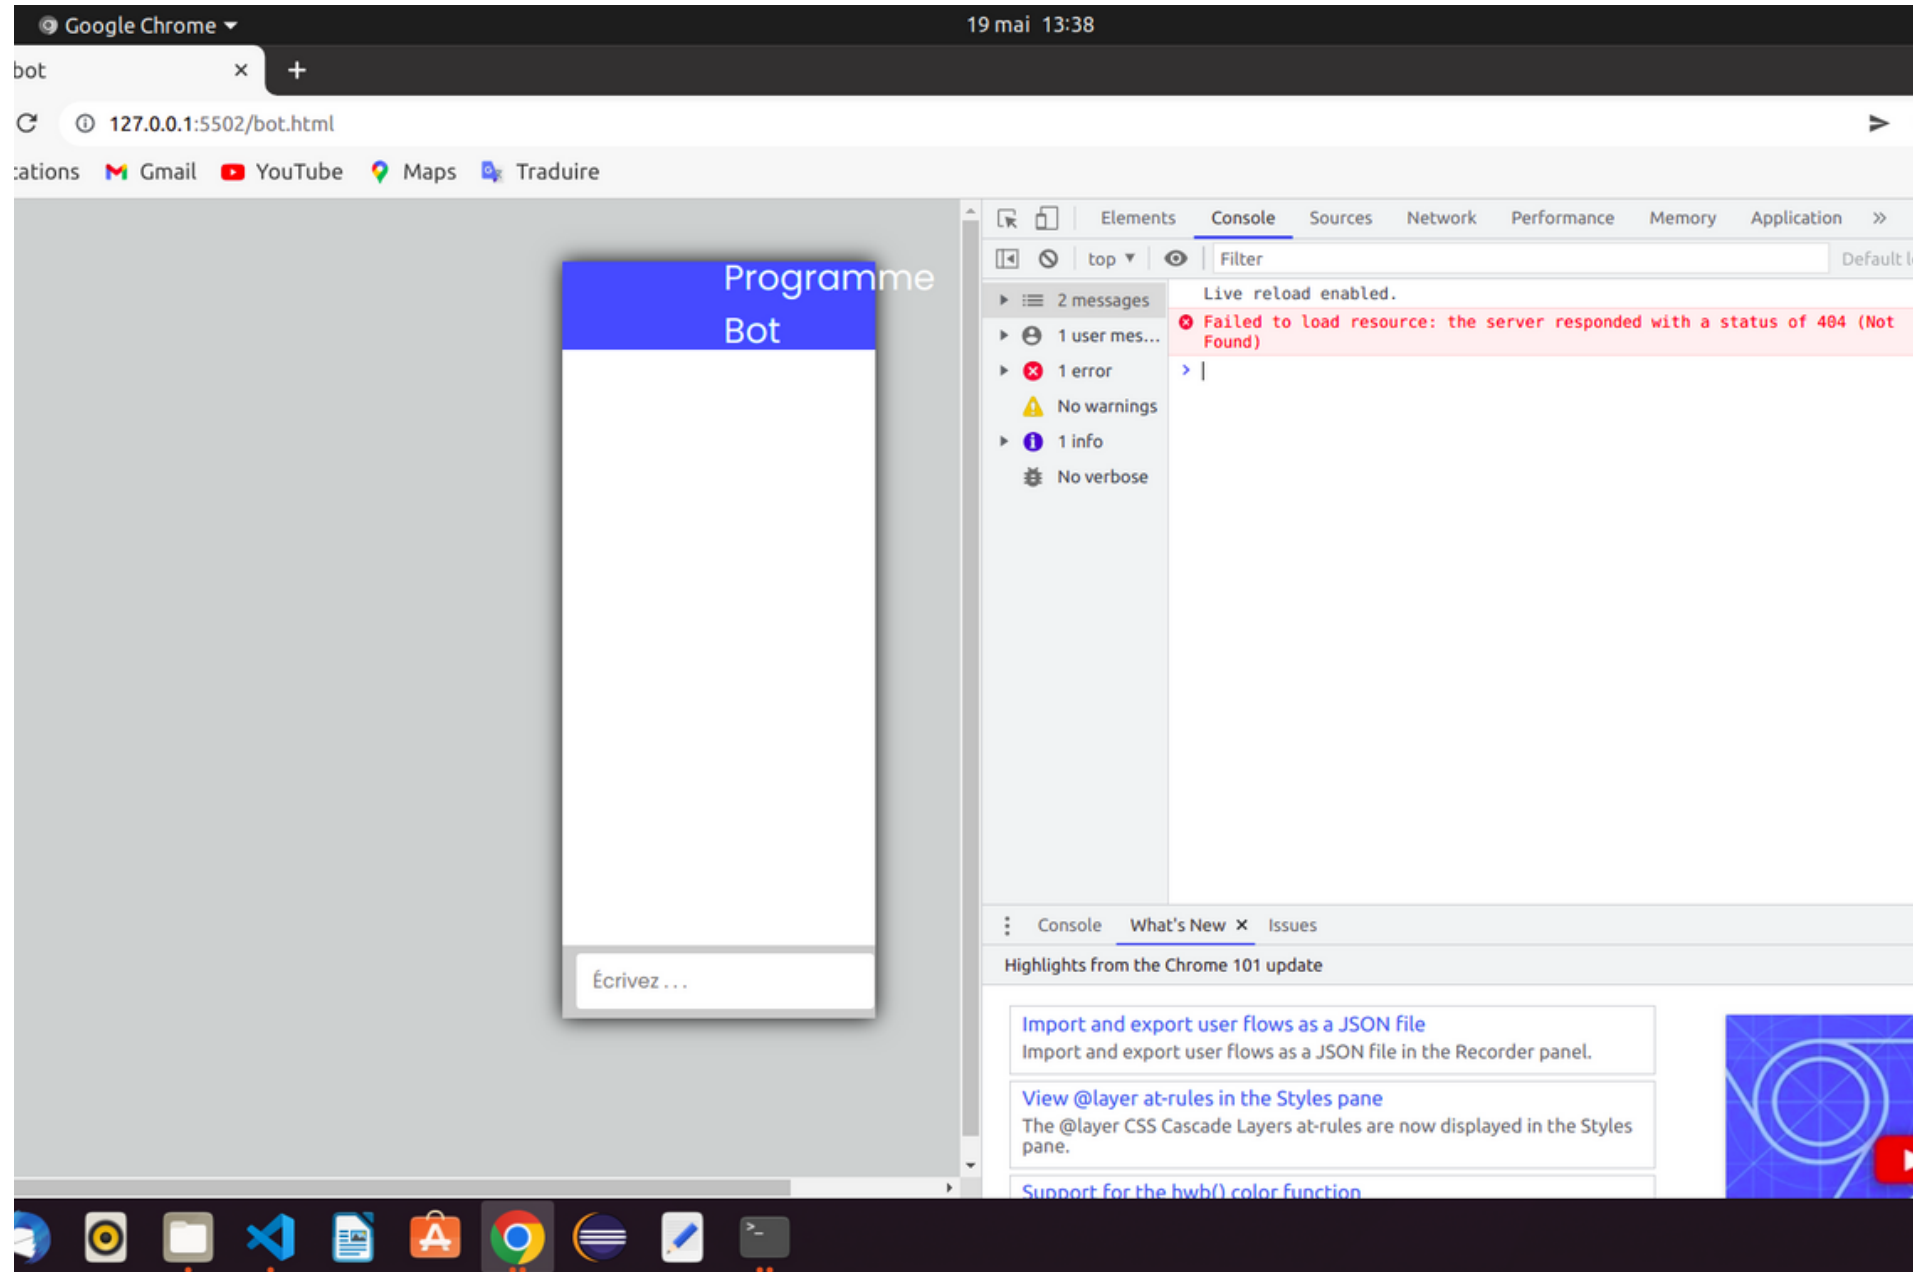 Google Chrome
19 mai 13:38
bot
127.0.0.1:5502/bot.html
cations Gmail YouTube Maps Traduire
Programme
Bot
Écrivez . . .
Elements Console Sources Network Performance Memory Application »
top Filter Default l
2 messages
1 user mes...
1 error
No warnings
1 info
No verbose
Live reload enabled.
Failed to load resource: the server responded with a status of 404 (Not
Found)
Console What's New Issues
Highlights from the Chrome 101 update
Import and export user flows as a JSON file
Import and export user flows as a JSON file in the Recorder panel.
View @layer at-rules in the Styles pane
The @layer CSS Cascade Layers at-rules are now displayed in the Styles
pane.
Support for the hwb() color function